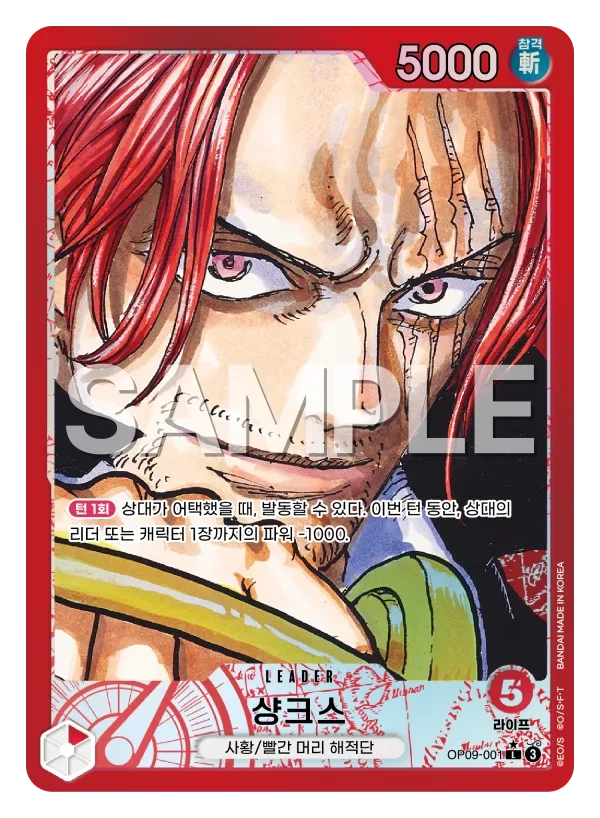 5000
참격
斬
SAMPLE
턴 1회 상대가 어택했을 때, 발동할 수 있다. 이번 턴 동안, 상대의
리더 또는 캐릭터 1장까지의 파워 -1000.
LEADER
샹크스
5
라이프
사황/빨간 머리 해적단
OP09-001 L 3
©E.O/S ©O/S·F·T BANDAI MADE IN KOREA